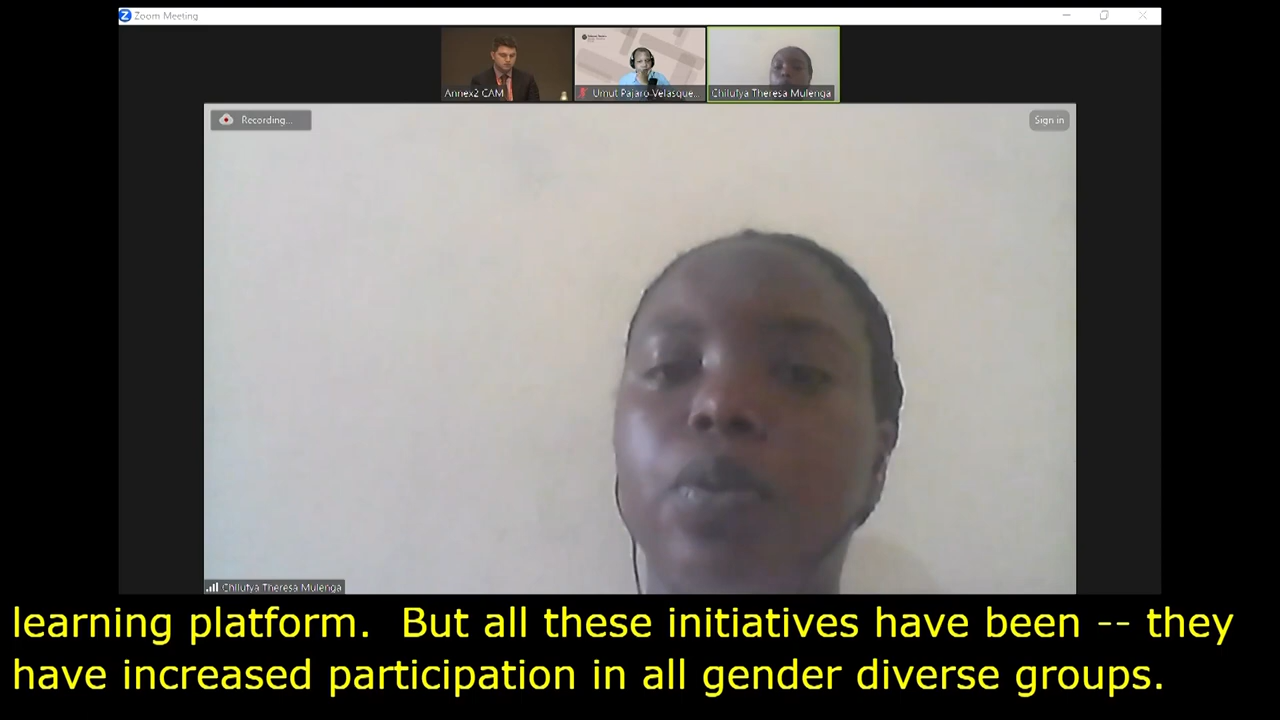 Zoom Meeting
Annex2 CAM
Umut Pajaro-Velasque...
Chilufya Theresa Mulenga
Recording...
Sign in
Chilufya Theresa Mulenga
learning platform.  But all these initiatives have been -- they
have increased participation in all gender diverse groups.